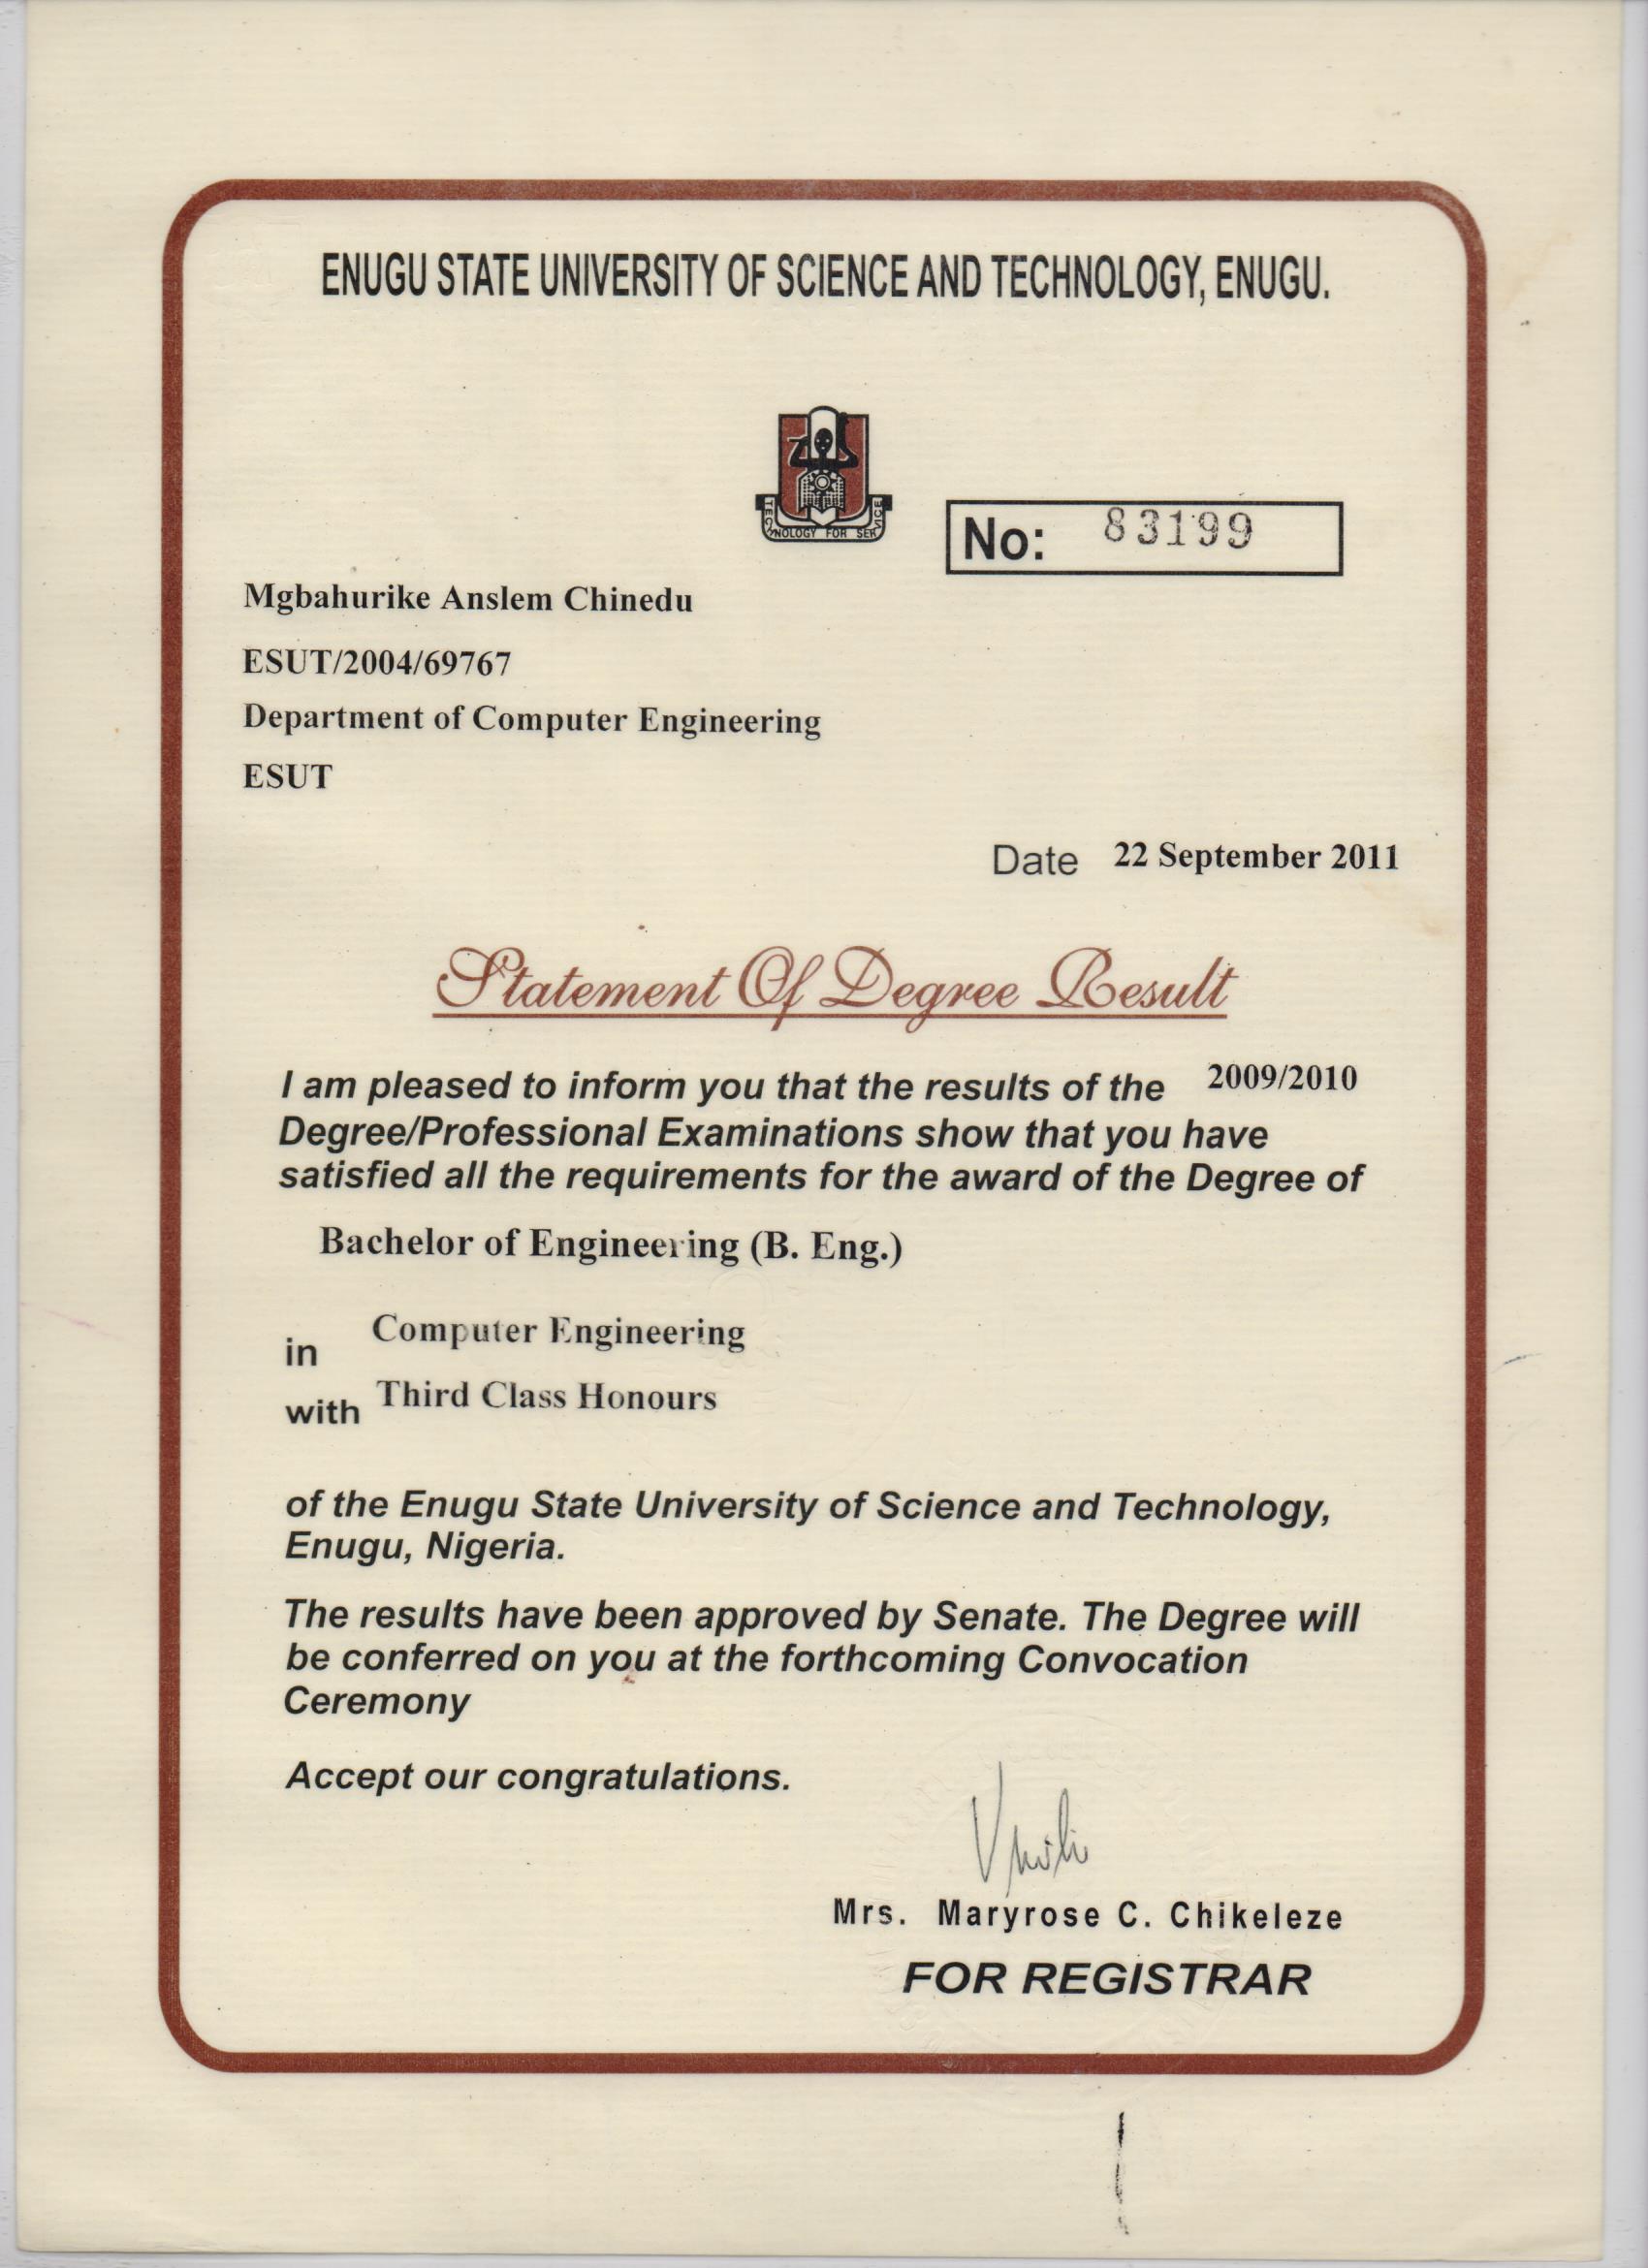 ENUGU STATE UNIVERSITY OF SCIENCE AND TECHNOLOGY, ENUGU.
TECHNOLOGY FOR SERVICE
No: 83199
Mgbahurike Anslem Chinedu
ESUT/2004/69767
Department of Computer Engineering
ESUT
Date 22 September 2011
Statement Of Degree Result
I am pleased to inform you that the results of the 2009/2010
Degree/Professional Examinations show that you have
satisfied all the requirements for the award of the Degree of
Bachelor of Engineering (B. Eng.)
in Computer Engineering
with Third Class Honours
of the Enugu State University of Science and Technology,
Enugu, Nigeria.
The results have been approved by Senate. The Degree will
be conferred on you at the forthcoming Convocation
Ceremony
Accept our congratulations.
Mrs. Maryrose C. Chikeleze
FOR REGISTRAR